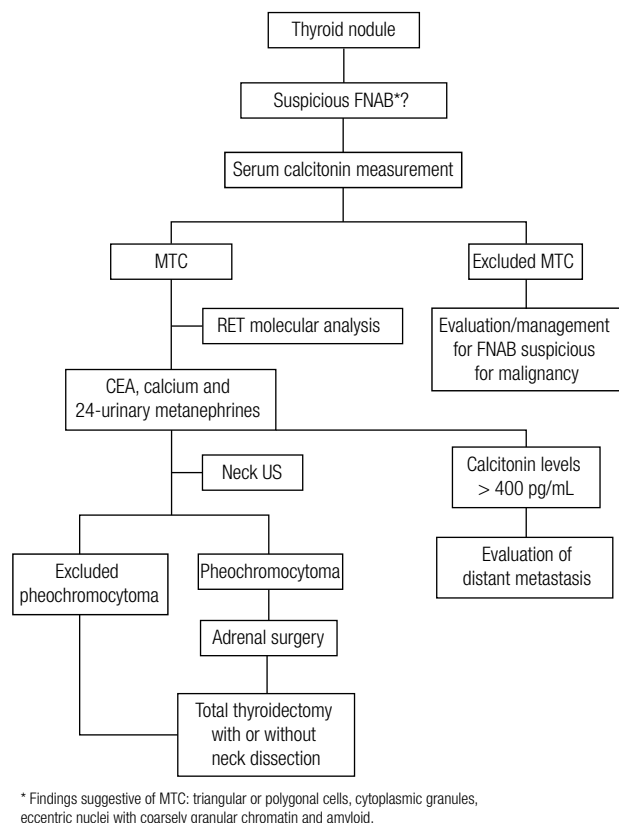 Thyroid nodule
Suspicious FNAB*?
Serum calcitonin measurement
MTC
Excluded MTC
RET molecular analysis
Evaluation/management
for FNAB suspicious
for malignancy
CEA, calcium and
24-urinary metanephrines
Neck US
Calcitonin levels
> 400 pg/mL
Excluded
pheochromocytoma
Pheochromocytoma
Evaluation of
distant metastasis
Adrenal surgery
Total thyroidectomy
with or without
neck dissection
* Findings suggestive of MTC: triangular or polygonal cells, cytoplasmic granules,
eccentric nuclei with coarsely granular chromatin and amyloid.